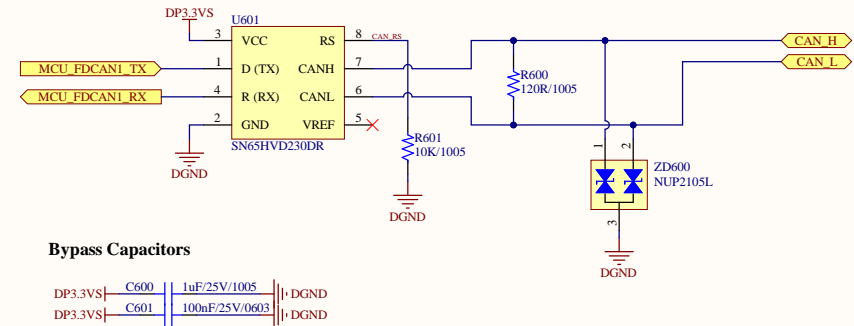 DP3.3VS
U601
3 VCC RS 8 CAN_RS
CAN_H
MCU_FDCAN1_TX 1 D (TX) CANH 7
CAN_L
R600
120R/1005
MCU_FDCAN1_RX 4 R (RX) CANL 6
2 GND VREF 5
SN65HVD230DR
R601
10K/1005
DGND
DGND
1 2
ZD600
NUP2105L
3
DGND
Bypass Capacitors
DP3.3VS C600 1uF/25V/1005 DGND
DP3.3VS C601 100nF/25V/0603 DGND